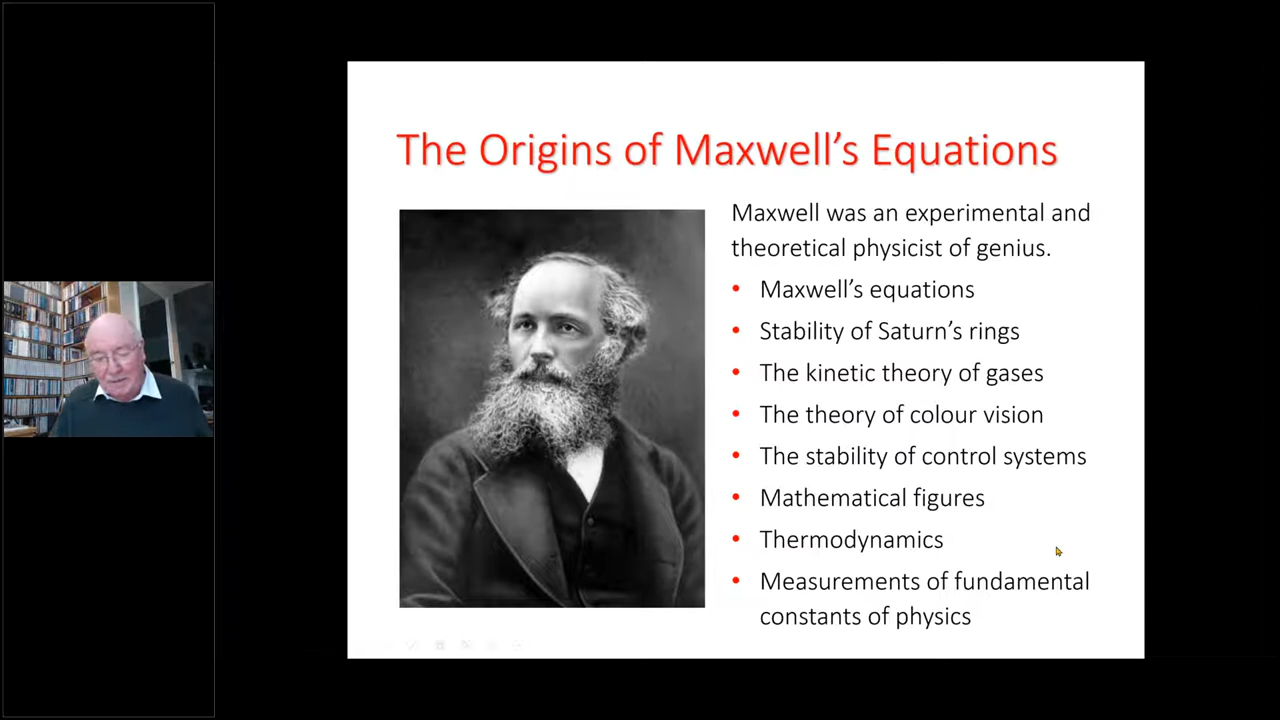 The Origins of Maxwell’s Equations
Maxwell was an experimental and
theoretical physicist of genius.
• Maxwell’s equations
• Stability of Saturn’s rings
• The kinetic theory of gases
• The theory of colour vision
• The stability of control systems
• Mathematical figures
• Thermodynamics
• Measurements of fundamental
constants of physics